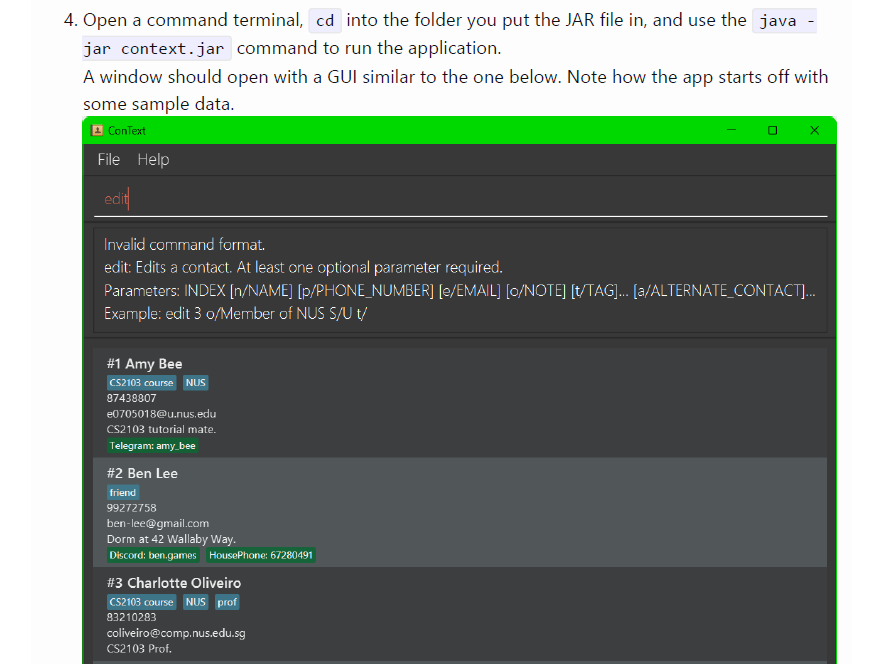 4. Open a command terminal, cd into the folder you put the JAR file in, and use the java -
jar context.jar command to run the application.
A window should open with a GUI similar to the one below. Note how the app starts off with
some sample data.
ConText
File Help
edit
Invalid command format.
edit: Edits a contact. At least one optional parameter required.
Parameters: INDEX [n/NAME] [p/PHONE_NUMBER] [e/EMAIL] [o/NOTE] [t/TAG]... [a/ALTERNATE_CONTACT]...
Example: edit 3 o/Member of NUS S/U t/
#1 Amy Bee
CS2103 course NUS
87438807
e0705018@u.nus.edu
CS2103 tutorial mate.
Telegram: amy_bee
#2 Ben Lee
friend
99272758
ben-lee@gmail.com
Dorm at 42 Wallaby Way.
Discord: ben.games HousePhone: 67280491
#3 Charlotte Oliveiro
CS2103 course NUS prof
83210283
coliveiro@comp.nus.edu.sg
CS2103 Prof.